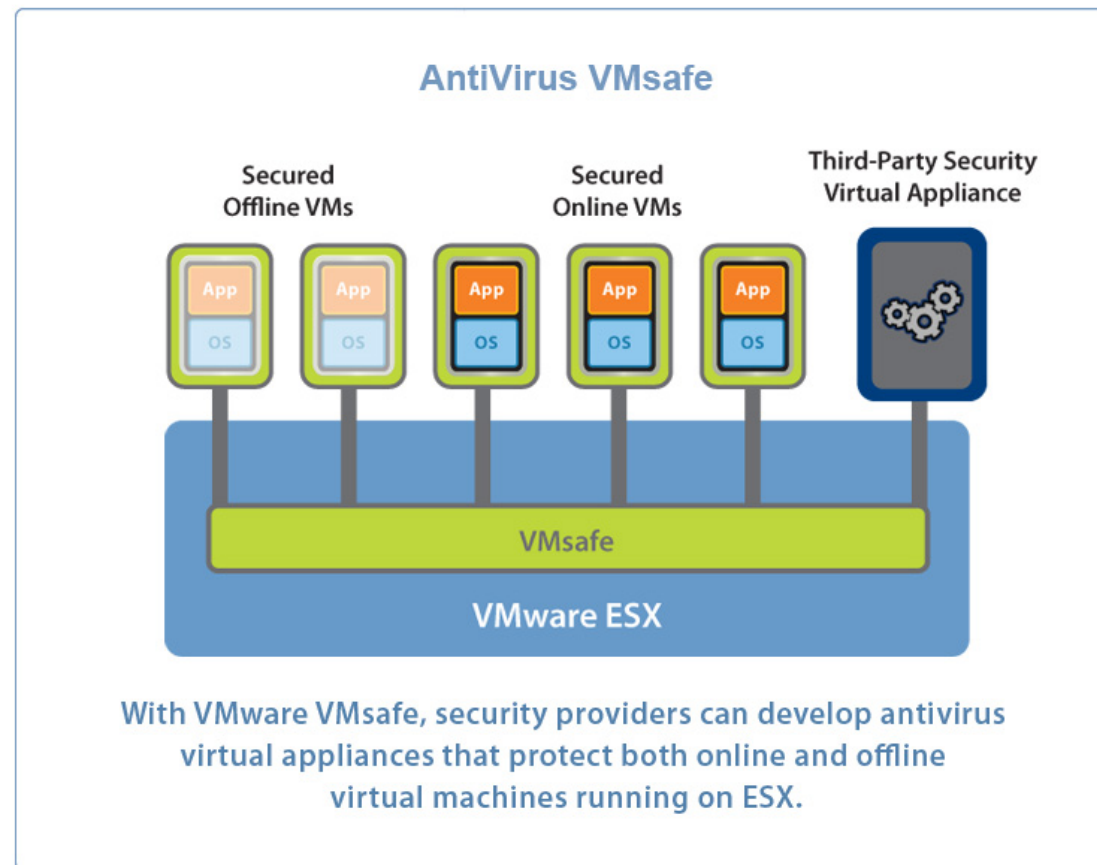 AntiVirus VMsafe
Secured
Offline VMs
Secured
Online VMs
Third-Party Security
Virtual Appliance
App
OS
App
OS
App
OS
App
OS
App
OS
VMsafe
VMware ESX
With VMware VMsafe, security providers can develop antivirus
virtual appliances that protect both online and offline
virtual machines running on ESX.